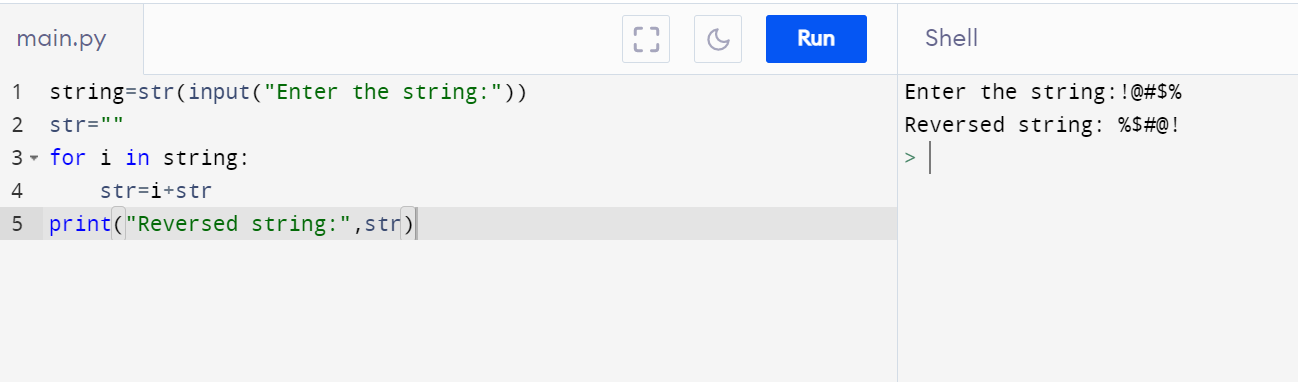 main.py
Run
Shell
1 string=str(input("Enter the string:"))
2 str=""
3 for i in string:
4     str=i+str
5 print("Reversed string:",str)
Enter the string:!@#$%
Reversed string: %$#@!
>